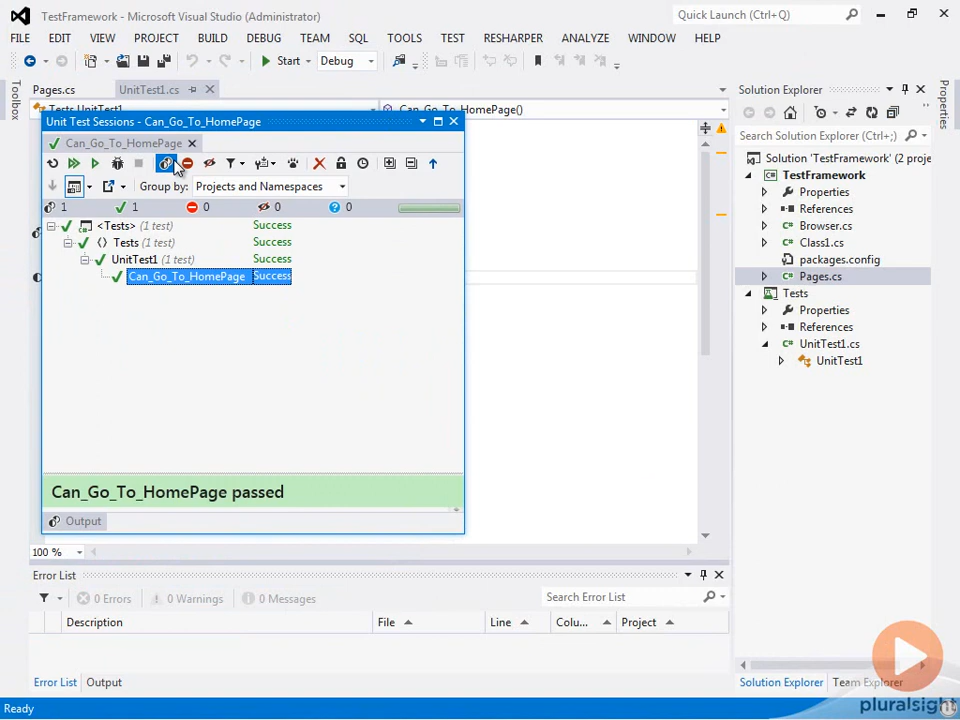 TestFramework - Microsoft Visual Studio (Administrator)
Quick Launch (Ctrl+Q)
FILE EDIT VIEW PROJECT BUILD DEBUG TEAM SQL TOOLS TEST RESHARPER ANALYZE WINDOW HELP
Start Debug
Toolbox
Pages.cs UnitTest1.cs
Tests.UnitTest1 Can_Go_To_HomePage()
Unit Test Sessions - Can_Go_To_HomePage
Can_Go_To_HomePage
Group by: Projects and Namespaces
1 1 0 0 0
<Tests> (1 test) Success
Tests (1 test) Success
UnitTest1 (1 test) Success
Can_Go_To_HomePage Success
Can_Go_To_HomePage passed
Output
100 %
Error List
0 Errors 0 Warnings 0 Messages
Search Error List
Description File Line Colu... Project
Error List Output
Solution Explorer
Search Solution Explorer (Ctrl+;)
Solution 'TestFramework' (2 proj
TestFramework
Properties
References
Browser.cs
Class1.cs
packages.config
Pages.cs
Tests
Properties
References
UnitTest1.cs
UnitTest1
Solution Explorer Team Explorer
Properties
Ready
pluralsight